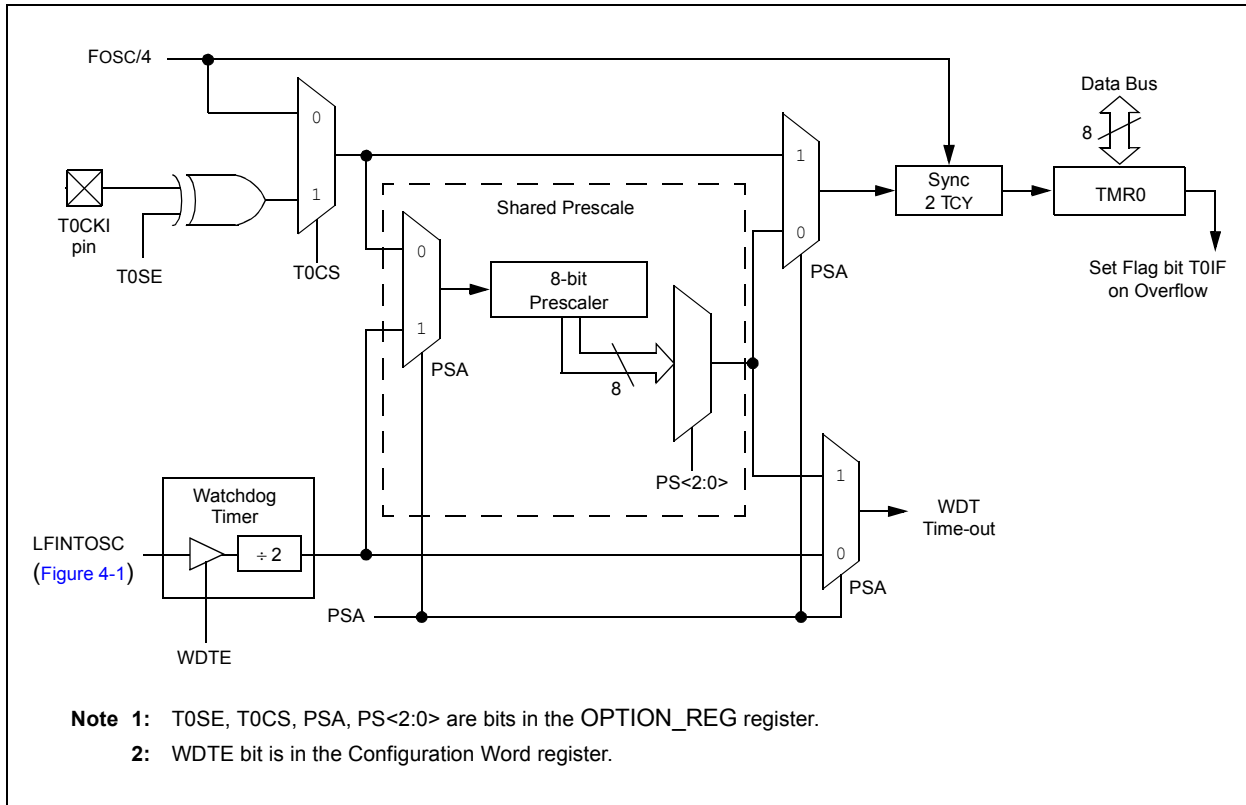 FOSC/4
Data Bus
8
0
1
T0CKI
pin
T0SE
T0CS
Shared Prescale
0
1
PSA
8-bit
Prescaler
8
PS<2:0>
1
0
PSA
Sync
2 TCY
TMR0
Set Flag bit T0IF
on Overflow
Watchdog
Timer
LFINTOSC
(Figure 4-1)
÷ 2
WDTE
PSA
1
0
PSA
WDT
Time-out
Note 1: T0SE, T0CS, PSA, PS<2:0> are bits in the OPTION_REG register.
2: WDTE bit is in the Configuration Word register.